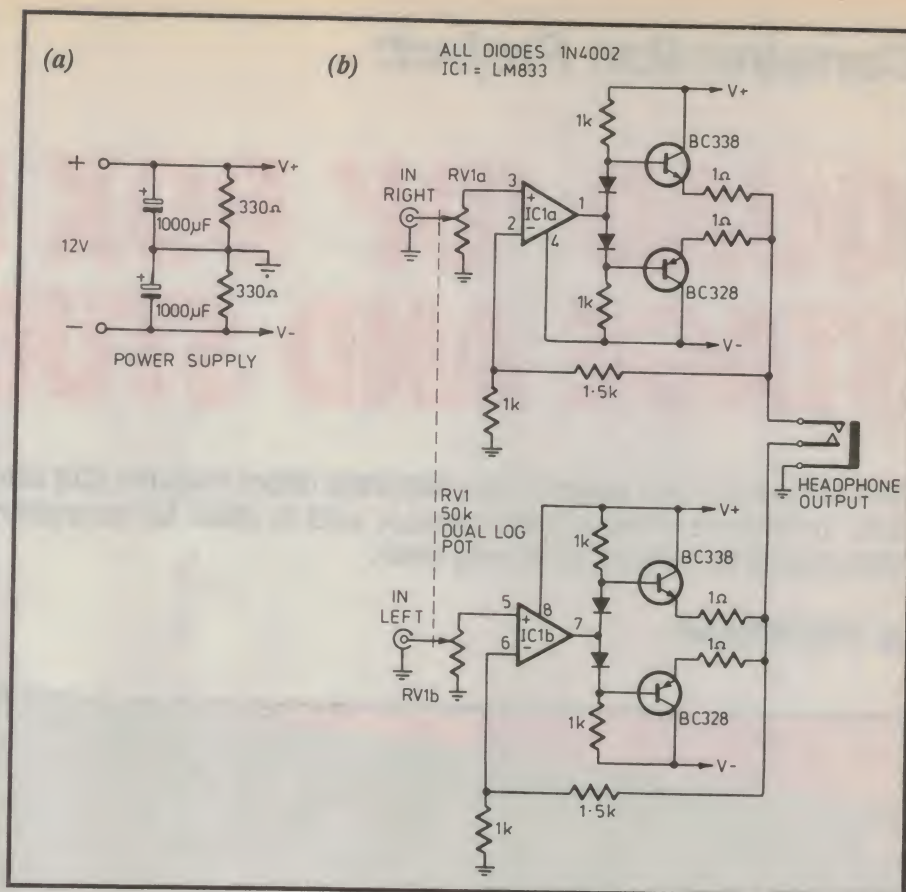 (a)
+
V+
330Ω
1000µF
12V
1000µF
330Ω
−
V-
POWER SUPPLY
(b)
ALL DIODES 1N4002
IC1 = LM833
V+
1k
BC338
IN
RIGHT
RV1a
3
+
IC1a
1
2
−
4
1Ω
1Ω
BC328
1k
V-
1·5k
1k
HEADPHONE
OUTPUT
RV1
50k
DUAL LOG
POT
V+
1k
BC338
IN
LEFT
5
+
8
IC1b
7
6
−
1Ω
1Ω
RV1b
BC328
1k
V-
1·5k
1k